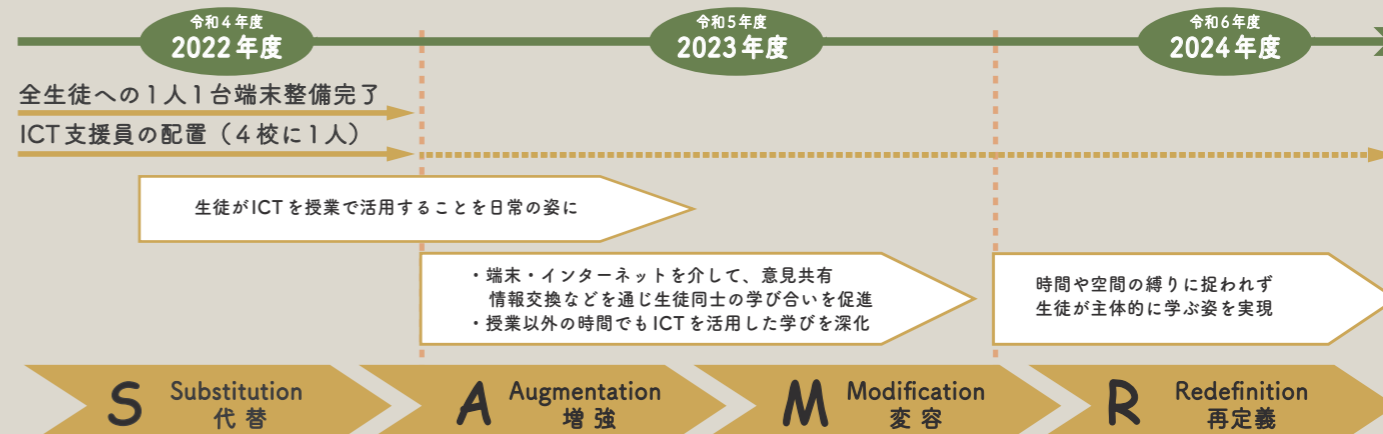 令和4年度
2022年度
令和5年度
2023年度
令和6年度
2024年度
全生徒への1人1台端末整備完了
ICT支援員の配置（4校に1人）
生徒がICTを授業で活用することを日常の姿に
・端末・インターネットを介して、意見共有
情報交換などを通じ生徒同士の学び合いを促進
・授業以外の時間でもICTを活用した学びを深化
時間や空間の縛りに捉われず
生徒が主体的に学ぶ姿を実現
S
Substitution
代替
A
Augmentation
増強
M
Modification
変容
R
Redefinition
再定義